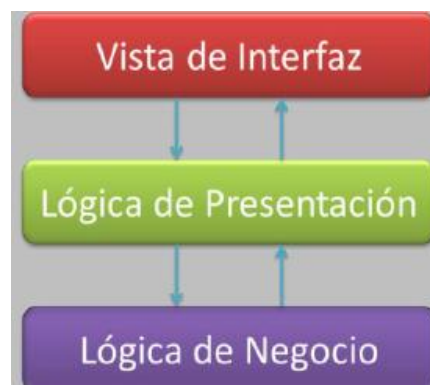 Vista de Interfaz
Lógica de Presentación
Lógica de Negocio